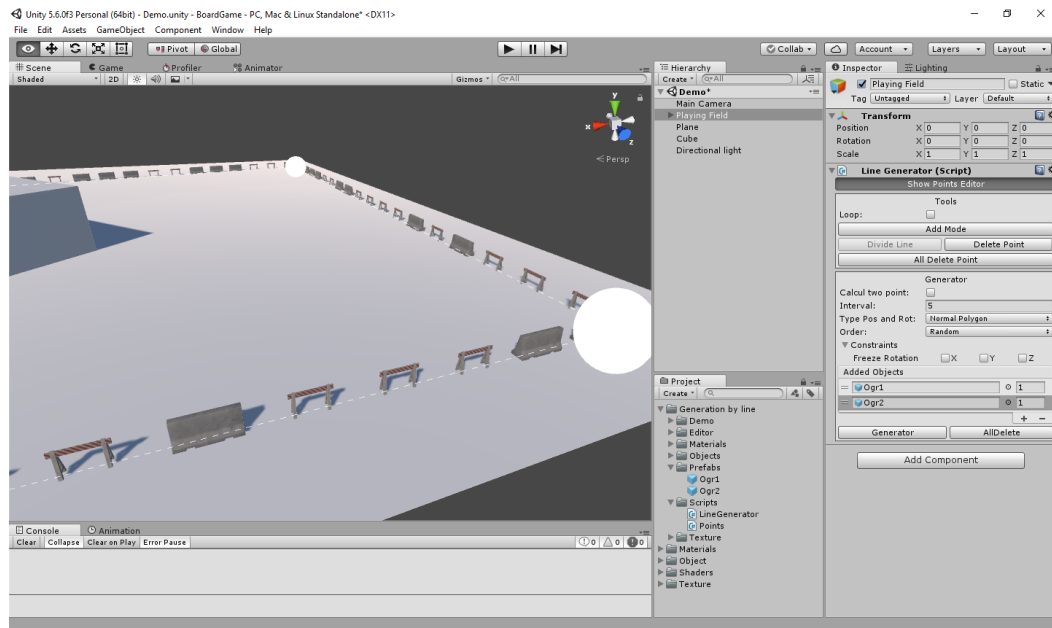 Unity 5.6.0f3 Personal (64bit) - Demo.unity - BoardGame - PC, Mac & Linux Standalone* <DX11>
File Edit Assets GameObject Component Window Help
Pivot Global Collab Account Layers Layout
Scene Game Profiler Animator
Shaded 2D Gizmos All
y
x
z
Persp
Console Animation
Clear Collapse Clear on Play Error Pause 0 0 0
Hierarchy
Create All
Demo*
Main Camera
Playing Field
Plane
Cube
Directional light
Project
Create
Generation by line
Demo
Editor
Materials
Objects
Prefabs
Ogr1
Ogr2
Scripts
LineGenerator
Points
Texture
Materials
Object
Shaders
Texture
Inspector Lighting
Playing Field Static
Tag Untagged Layer Default
Transform
Position X 0 Y 0 Z 0
Rotation X 0 Y 0 Z 0
Scale X 1 Y 1 Z 1
Line Generator (Script)
Show Points Editor
Tools
Loop:
Add Mode
Divide Line Delete Point
All Delete Point
Generator
Calcul two point:
Interval: 5
Type Pos and Rot: Normal Polygon
Order: Random
Constraints
Freeze Rotation X Y Z
Added Objects
Ogr1 1
Ogr2 1
+ -
Generator AllDelete
Add Component